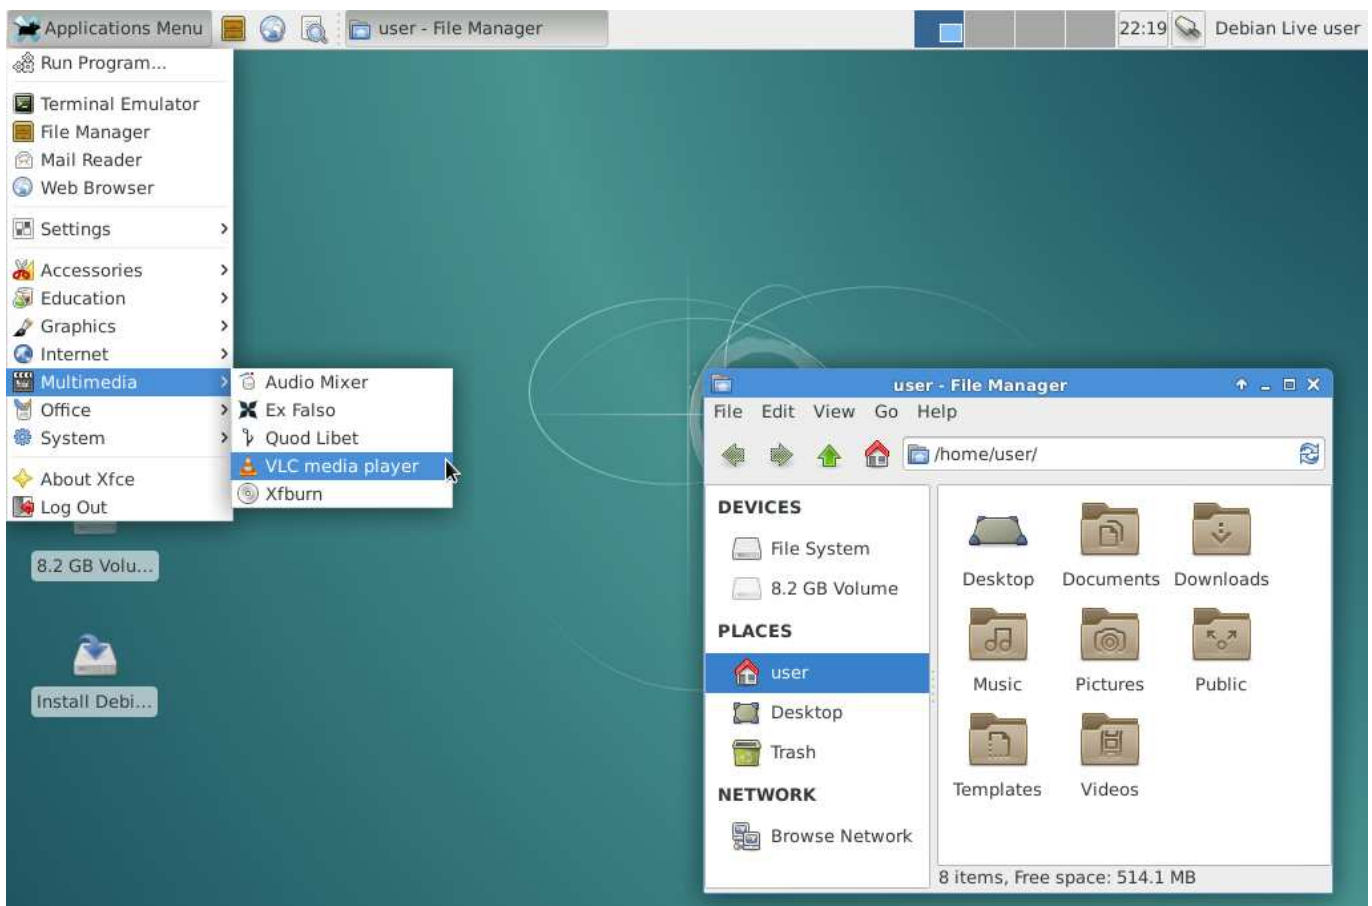 Applications Menu
user - File Manager
22:19
Debian Live user
Run Program...
Terminal Emulator
File Manager
Mail Reader
Web Browser
Settings
Accessories
Education
Graphics
Internet
Multimedia
Office
System
About Xfce
Log Out
Audio Mixer
Ex Falso
Quod Libet
VLC media player
Xfburn
8.2 GB Volu...
Install Debi...
user - File Manager
File Edit View Go Help
/home/user/
DEVICES
File System
8.2 GB Volume
PLACES
user
Desktop
Trash
NETWORK
Browse Network
Desktop Documents Downloads
Music Pictures Public
Templates Videos
8 items, Free space: 514.1 MB